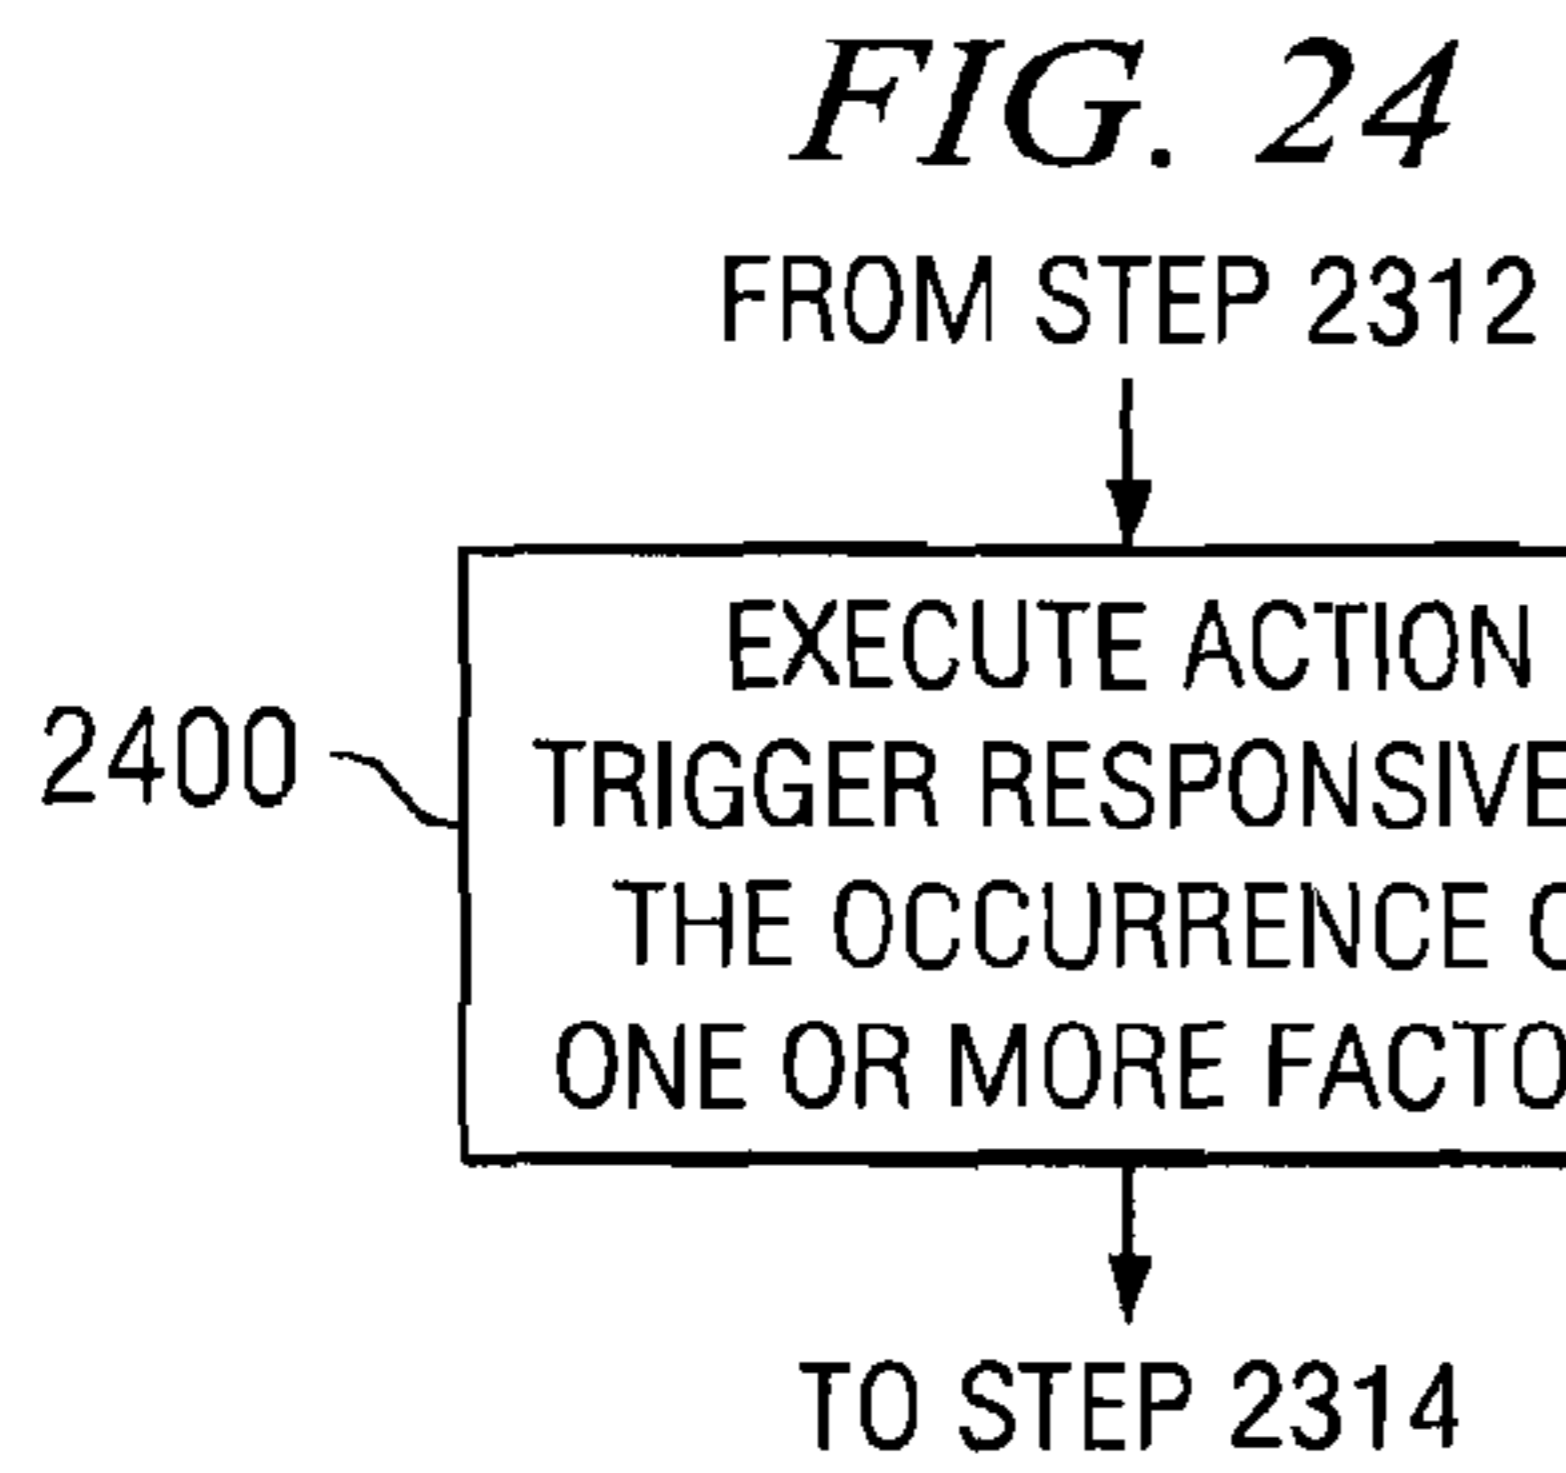 FIG. 24
FROM STEP 2312
EXECUTE ACTION
2400
TRIGGER RESPONSIVE
THE OCCURRENCE
ONE OR MORE
TO STEP 2314